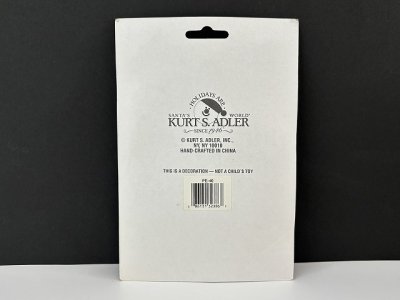 HOLIDAYS ARE
SANTA'S WORLD
KURT S. ADLER
SINCE 1946
© KURT S. ADLER, INC.,
NY, NY 10010
HAND-CRAFTED IN CHINA
THIS IS A DECORATION — NOT A CHILD'S TOY